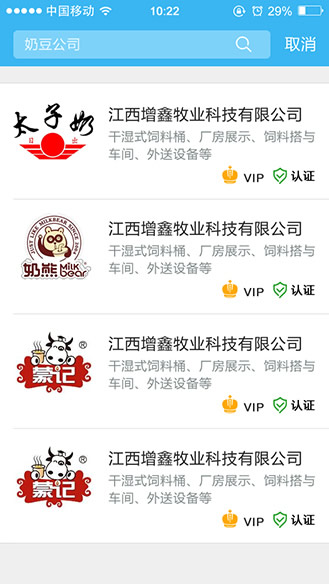 中国移动 10:22 29%
奶豆公司 取消
太子奶
日出
江西增鑫牧业科技有限公司
干湿式饲料桶、厂房展示、饲料搭与
车间、外送设备等
VIP 认证
JUST LIKE MILKBEAR SINCE 2008
奶熊 Milk bear
江西增鑫牧业科技有限公司
干湿式饲料桶、厂房展示、饲料搭与
车间、外送设备等
VIP 认证
綦记 ®
江西增鑫牧业科技有限公司
干湿式饲料桶、厂房展示、饲料搭与
车间、外送设备等
VIP 认证
綦记 ®
江西增鑫牧业科技有限公司
干湿式饲料桶、厂房展示、饲料搭与
车间、外送设备等
VIP 认证